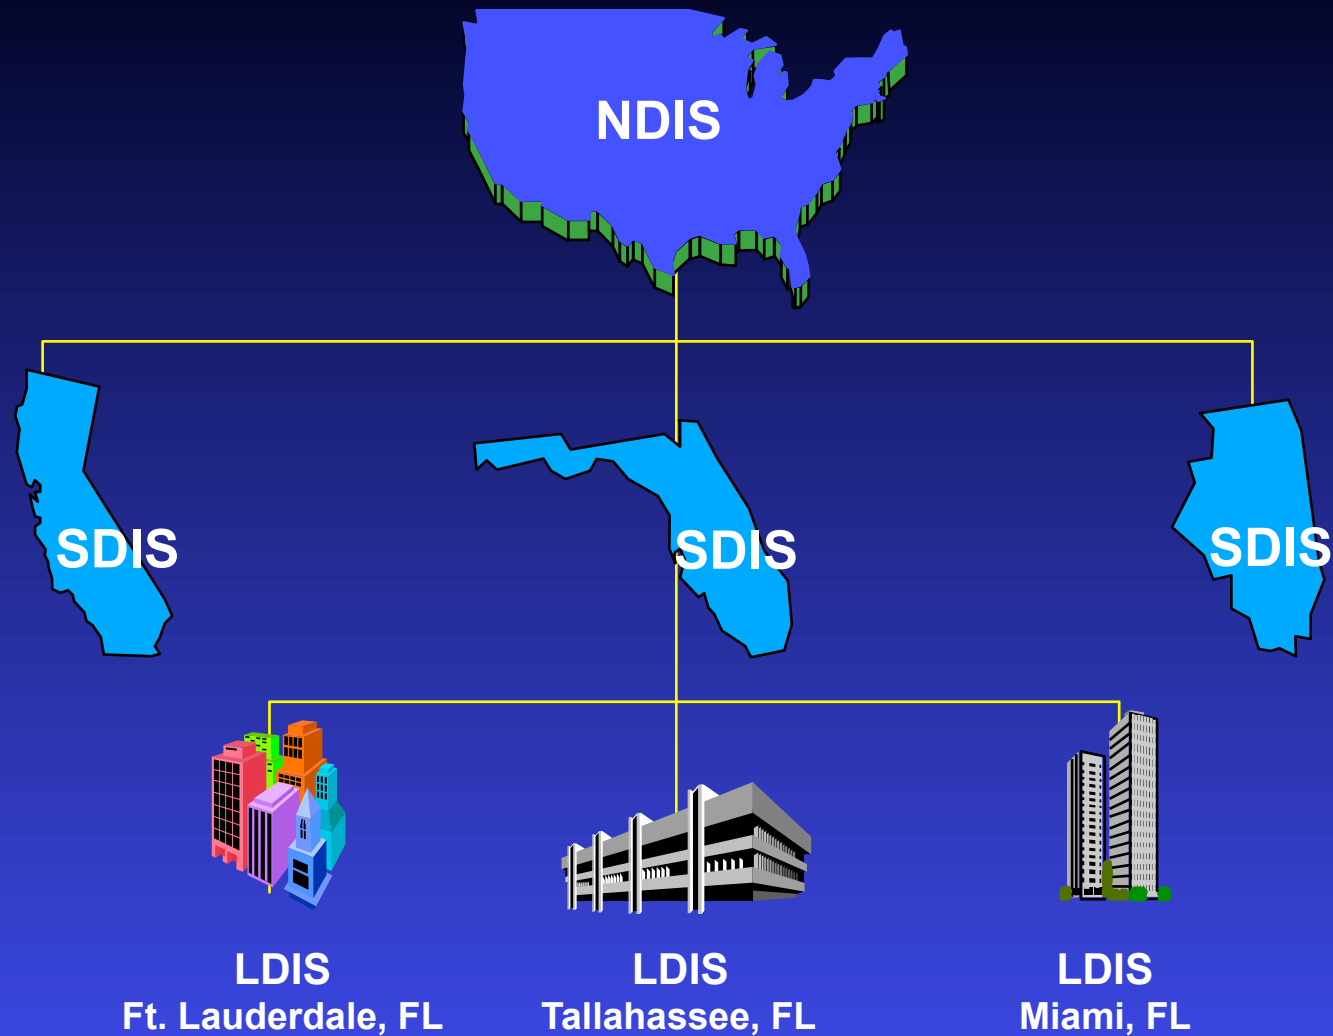 NDIS
SDIS
SDIS
SDIS
LDIS
Ft. Lauderdale, FL
LDIS
Tallahassee, FL
LDIS
Miami, FL